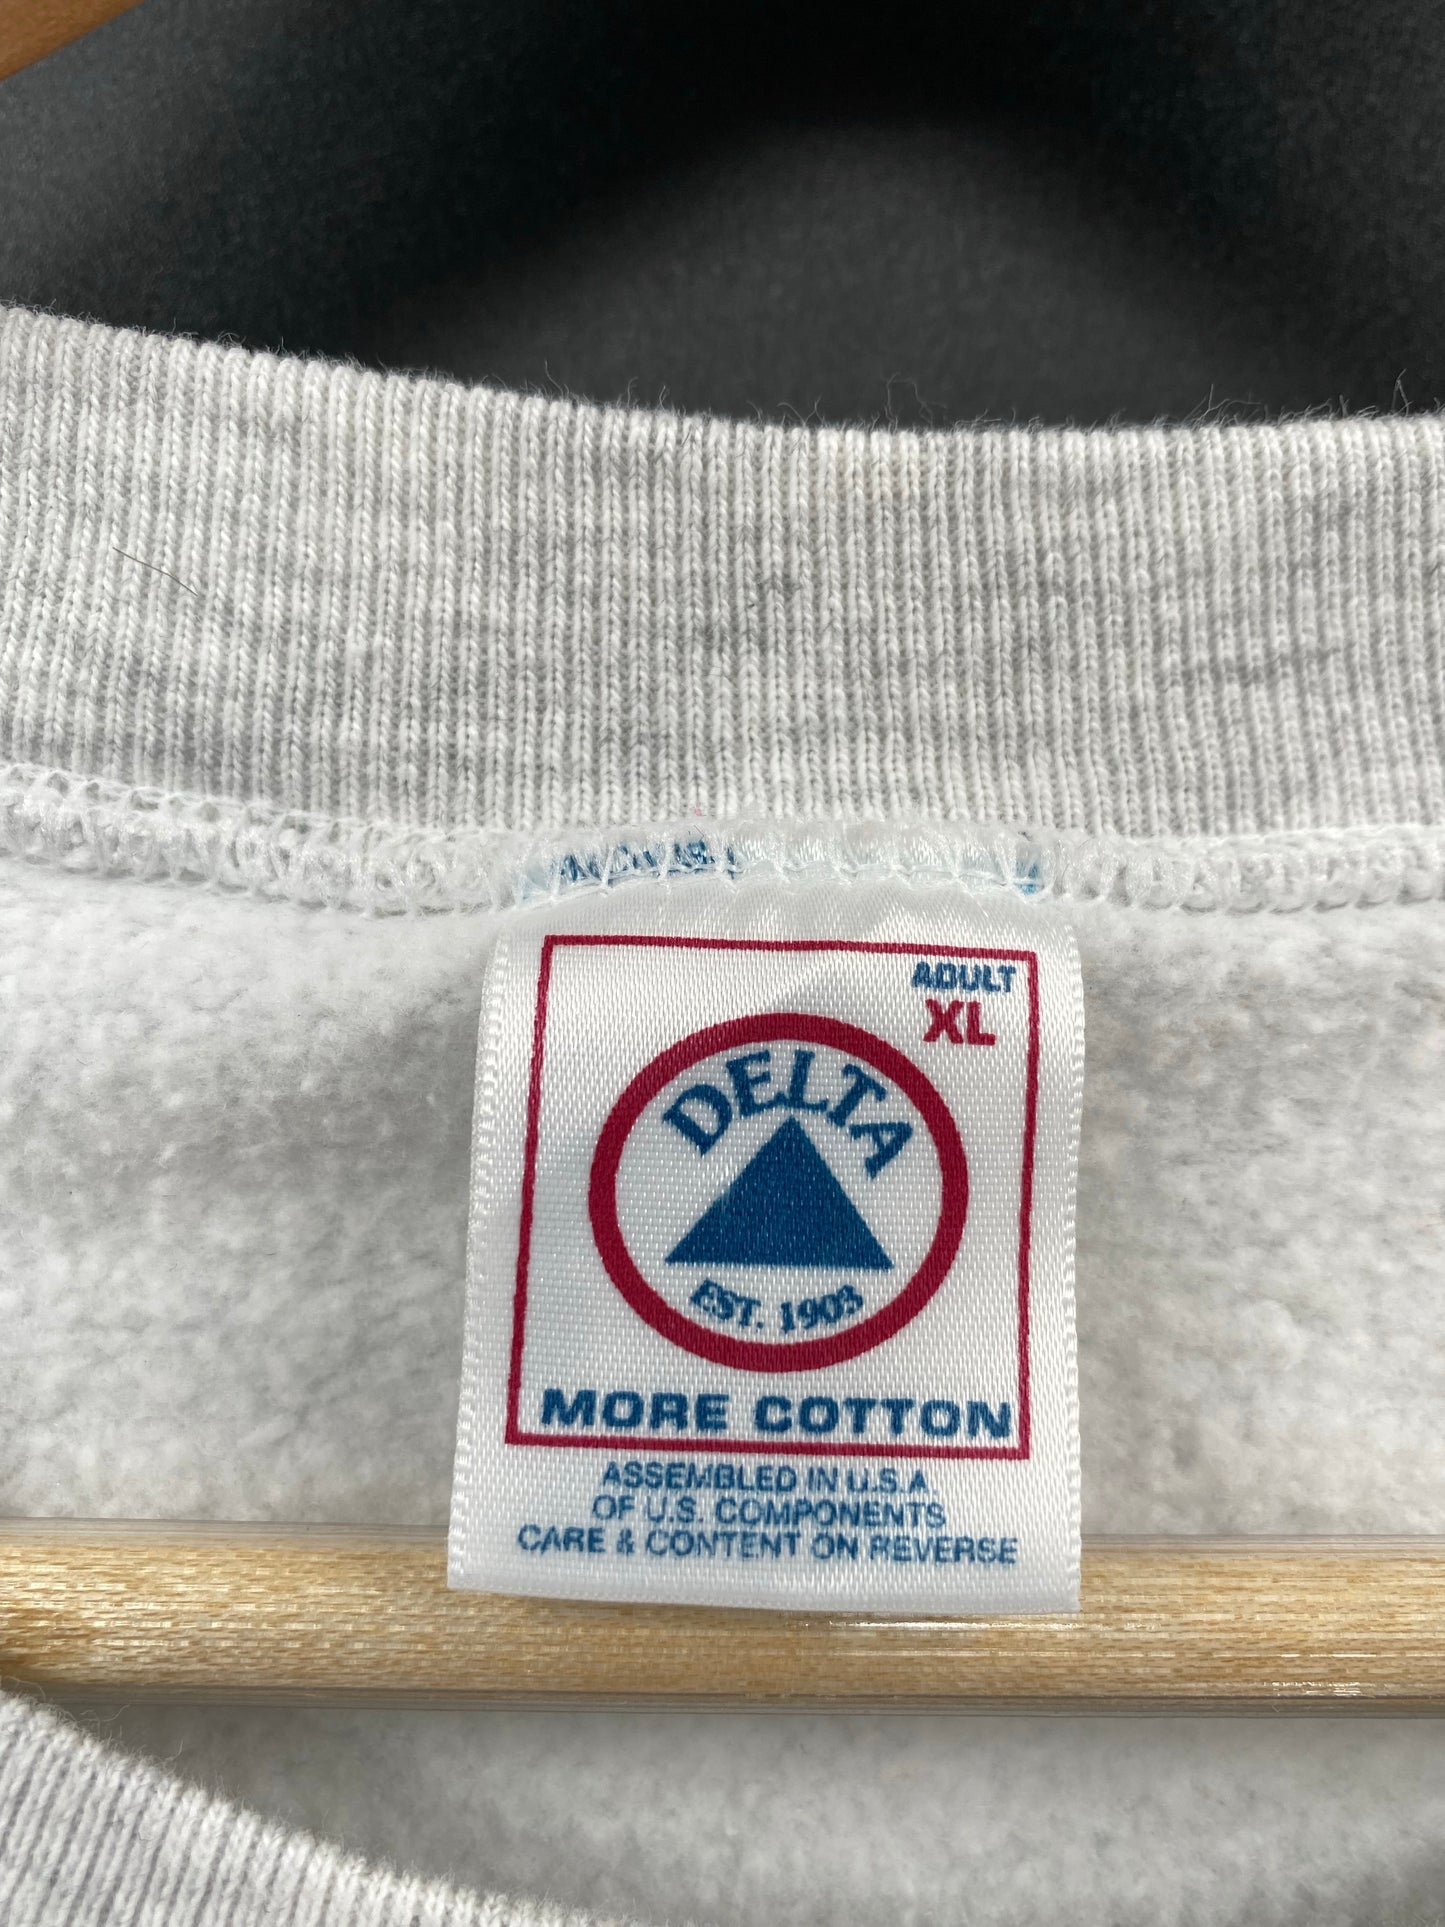 ADULT
XL
DELTA
EST. 1903
MORE COTTON
ASSEMBLED IN U.S.A
OF U.S. COMPONENTS
CARE & CONTENT ON REVERSE